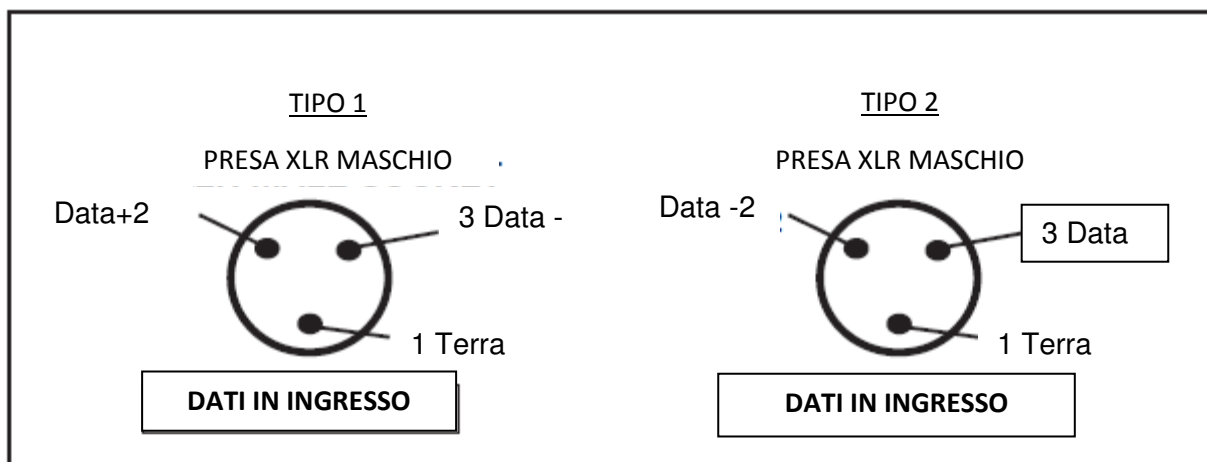 TIPO 1
PRESA XLR MASCHIO
Data+2
3 Data -
1 Terra
DATI IN INGRESSO
TIPO 2
PRESA XLR MASCHIO
Data -2
3 Data
1 Terra
DATI IN INGRESSO